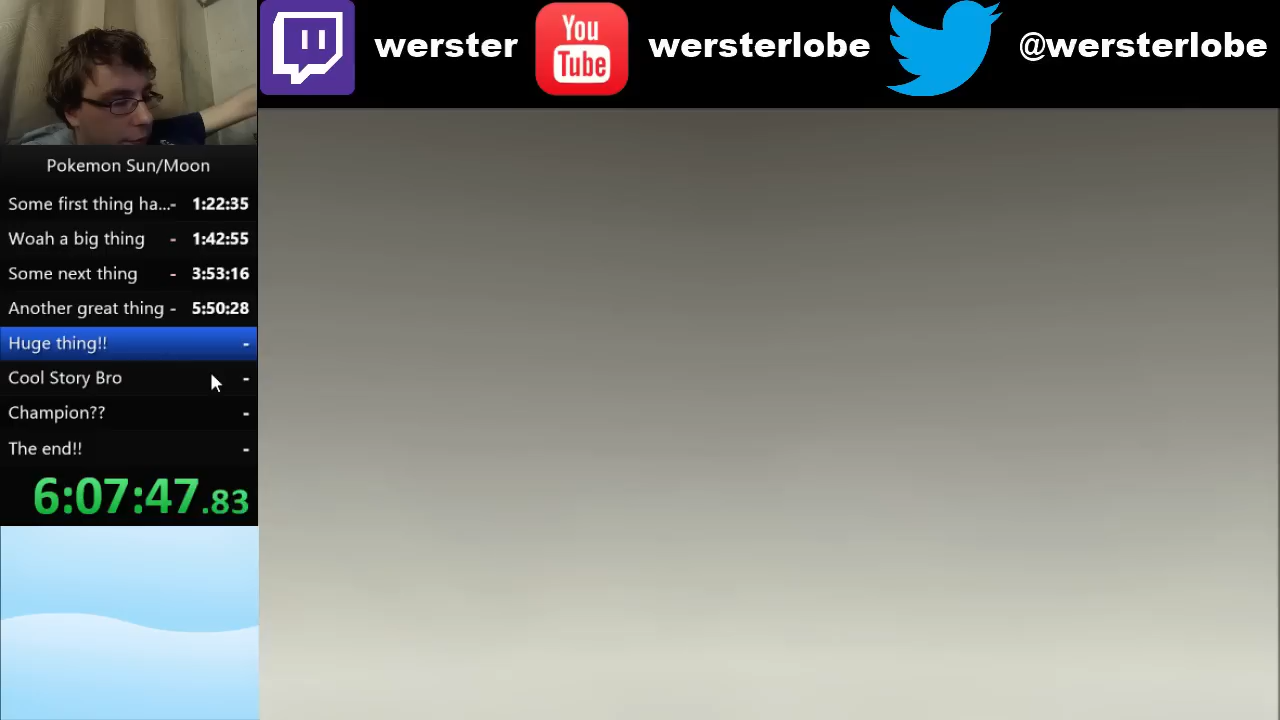 werster
You
Tube
wersterlobe
@wersterlobe
Pokemon Sun/Moon
Some first thing ha...- 1:22:35
Woah a big thing - 1:42:55
Some next thing - 3:53:16
Another great thing - 5:50:28
Huge thing!! -
Cool Story Bro -
Champion?? -
The end!! -
6:07:47.83